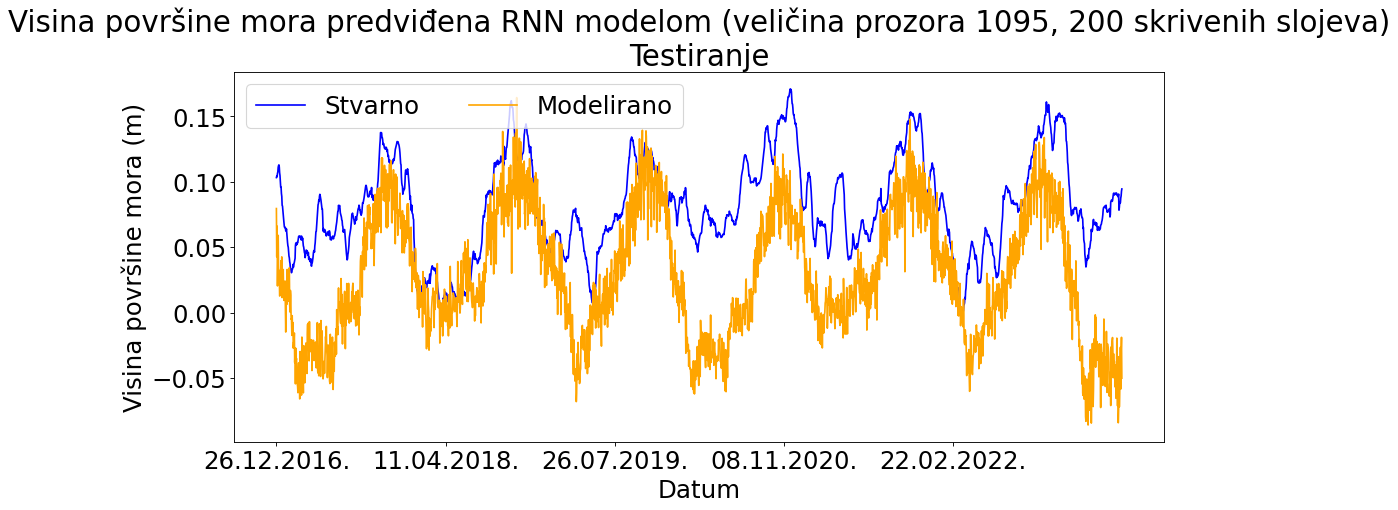 Visina površine mora predviđena RNN modelom (veličina prozora 1095, 200 skrivenih slojeva)
Testiranje
Stvarno Modelirano
Visina površine mora (m)
0.15
0.10
0.05
0.00
−0.05
26.12.2016. 11.04.2018. 26.07.2019. 08.11.2020. 22.02.2022.
Datum